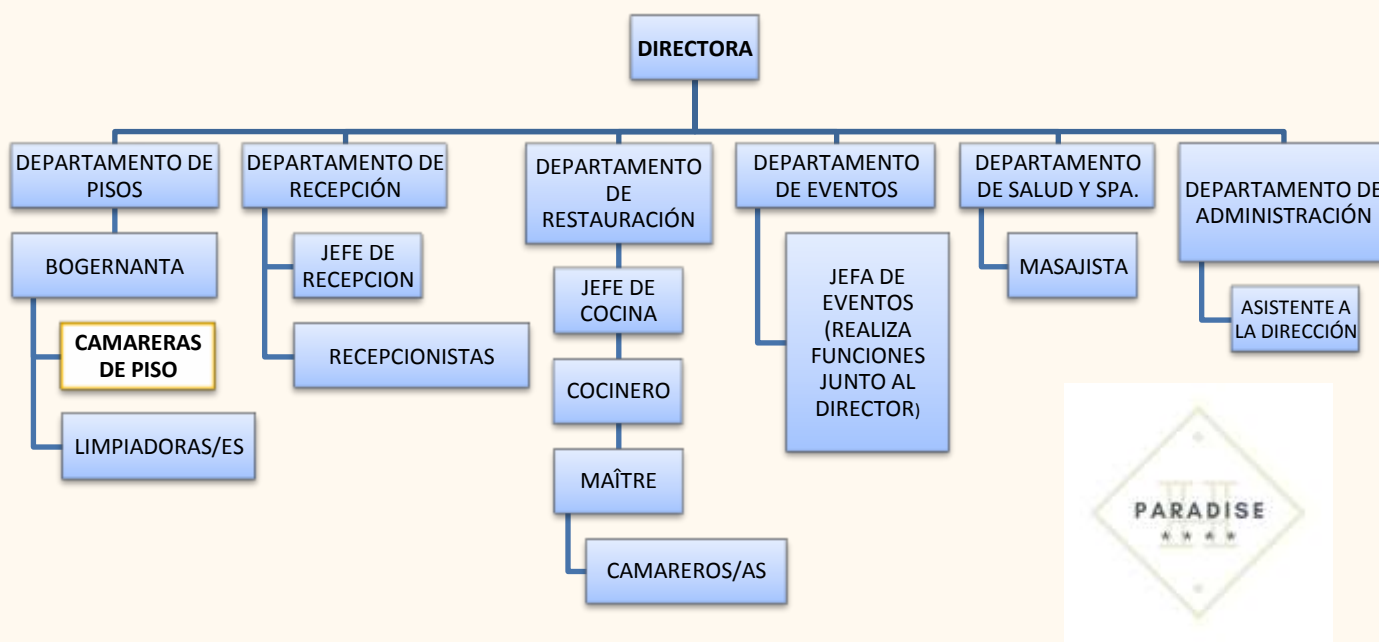 DIRECTORA
DEPARTAMENTO DE
PISOS
BOGERNANTA
CAMARERAS
DE PISO
LIMPIADORAS/ES
DEPARTAMENTO DE
RECEPCIÓN
JEFE DE
RECEPCION
RECEPCIONISTAS
DEPARTAMENTO
DE
RESTAURACIÓN
JEFE DE
COCINA
COCINERO
MAÎTRE
CAMAREROS/AS
DEPARTAMENTO
DE EVENTOS
JEFA DE
EVENTOS
(REALIZA
FUNCIONES
JUNTO AL
DIRECTOR)
DEPARTAMENTO
DE SALUD Y SPA.
MASAJISTA
DEPARTAMENTO DE
ADMINISTRACIÓN
ASISTENTE A
LA DIRECCIÓN
PARADISE